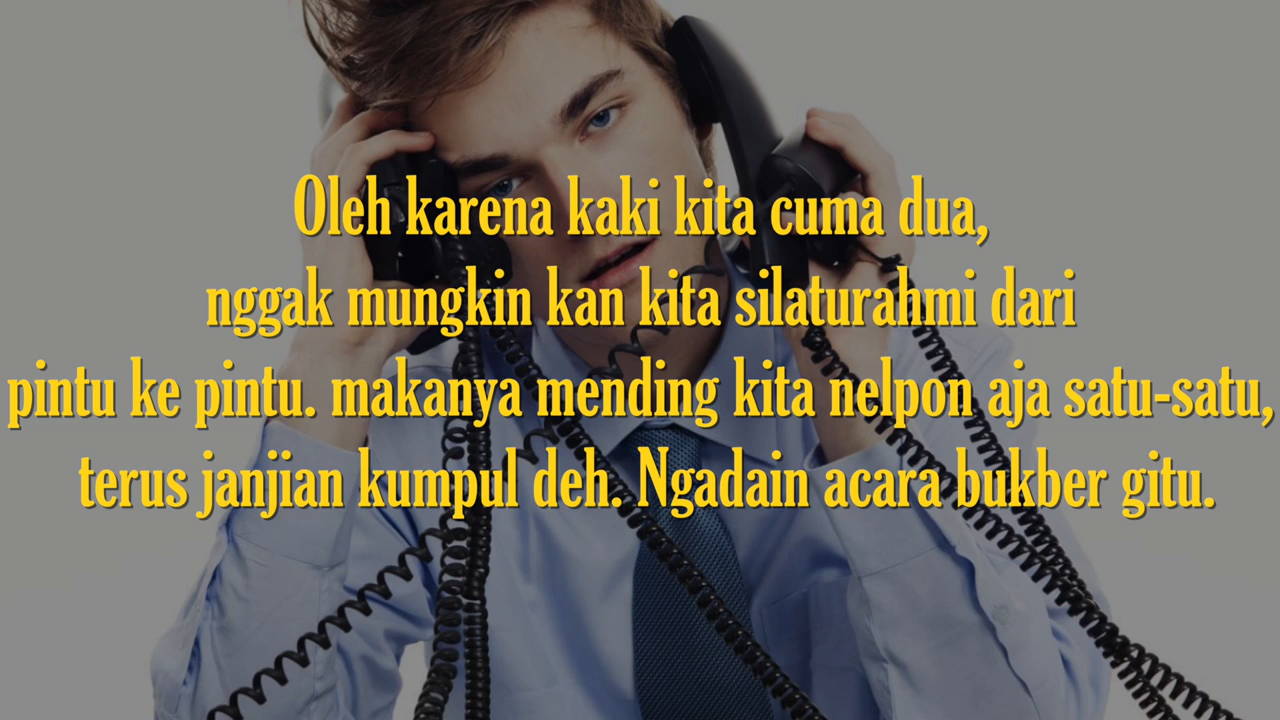 Oleh karena kaki kita cuma dua,
nggak mungkin kan kita silaturahmi dari
pintu ke pintu. makanya mending kita nelpon aja satu-satu,
terus janjian kumpul deh. Ngadain acara bukber gitu.